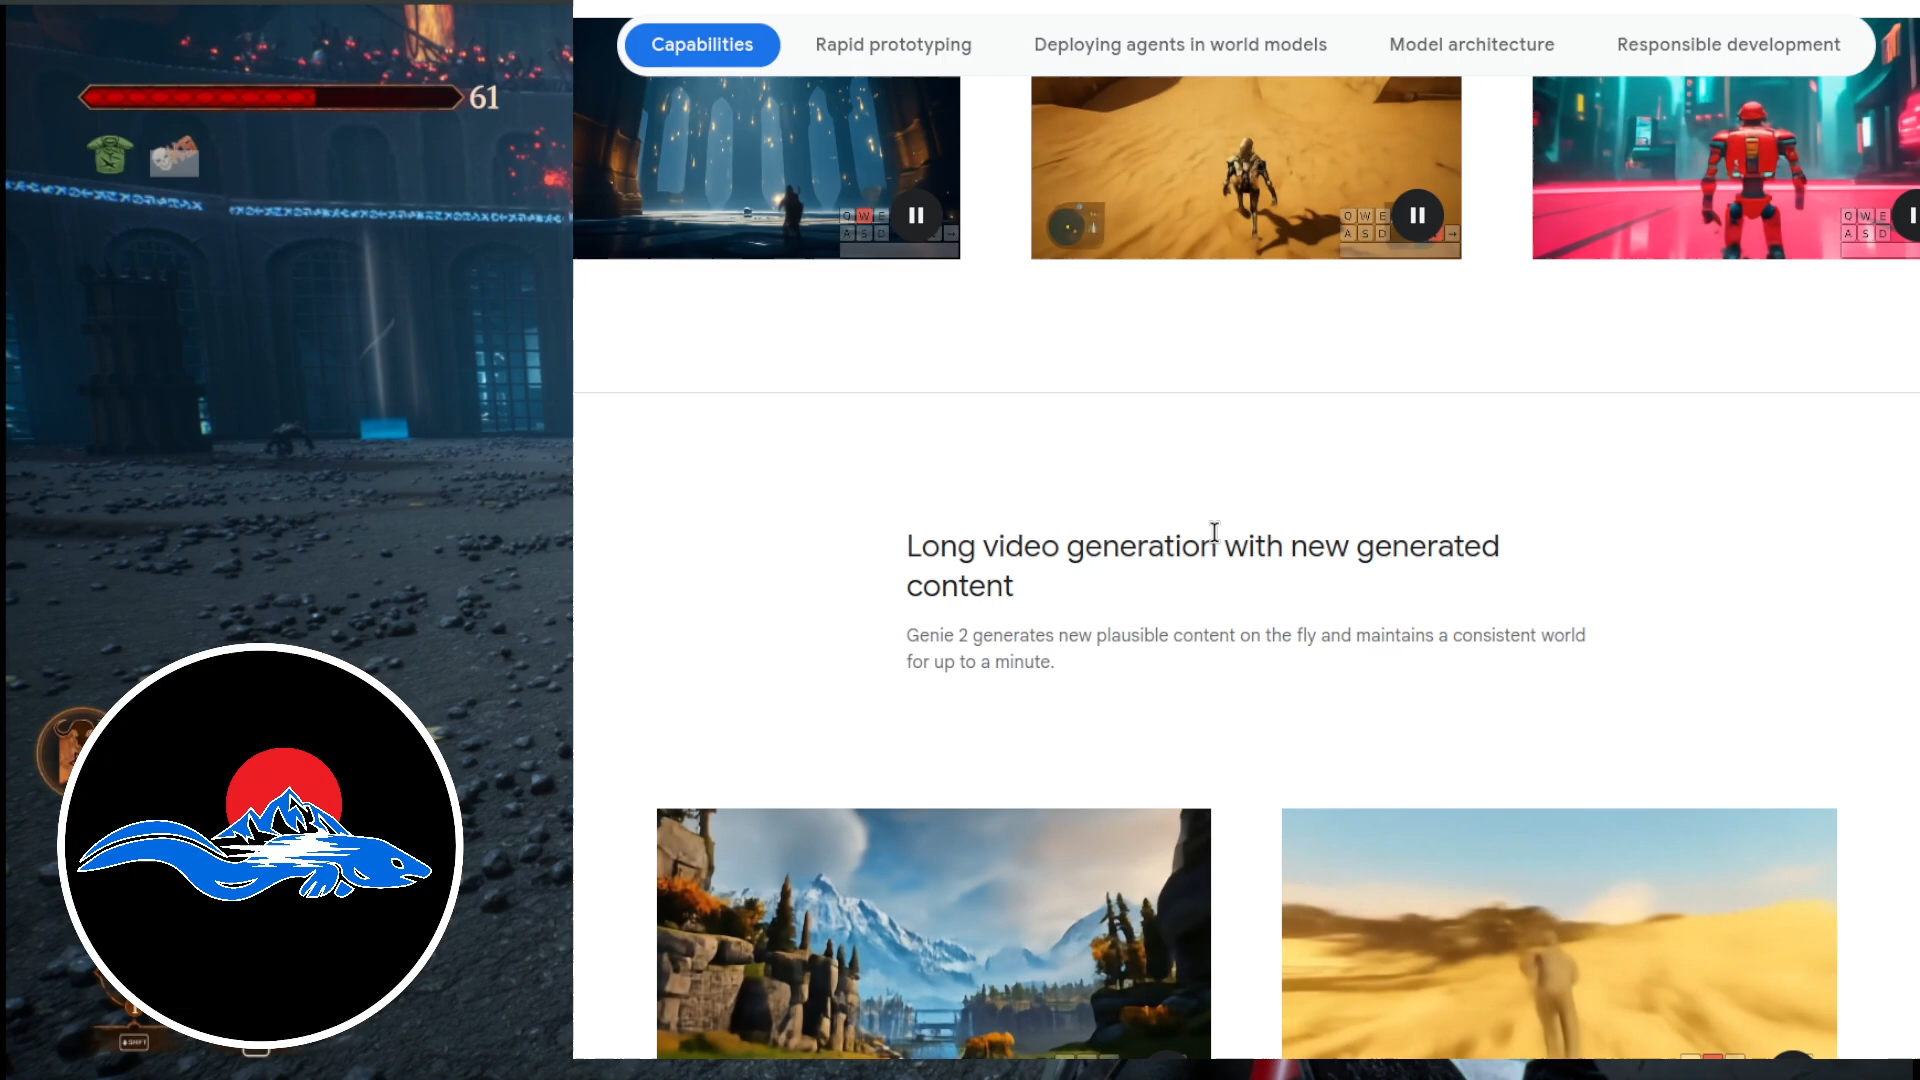 61
Capabilities
Rapid prototyping
Deploying agents in world models
Model architecture
Responsible development
Q W E
A S D
Q W E
A S D →
Q W E
A S D
Long video generation with new generated
content
Genie 2 generates new plausible content on the fly and maintains a consistent world
for up to a minute.
SHIFT